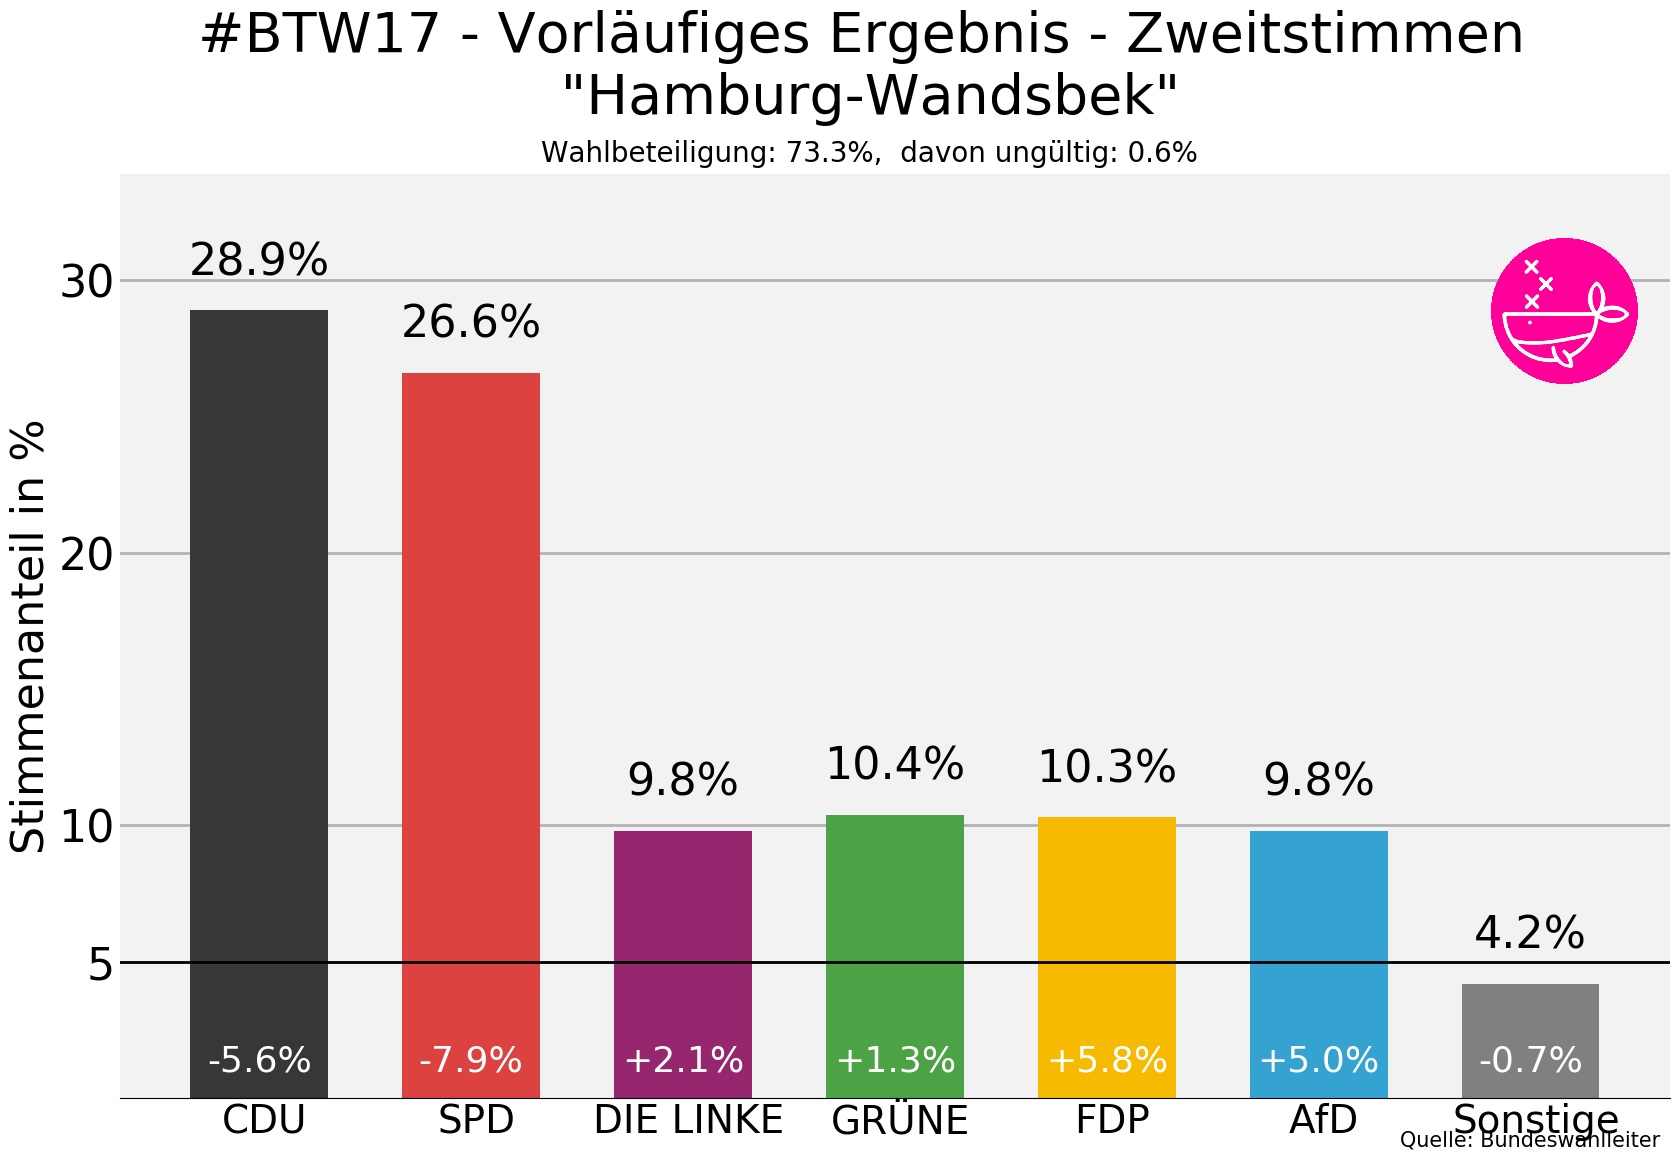 #BTW17 - Vorläufiges Ergebnis - Zweitstimmen
"Hamburg-Wandsbek"
Wahlbeteiligung: 73.3%, davon ungültig: 0.6%
Stimmenanteil in %
30
20
10
5
28.9%
26.6%
9.8%
10.4%
10.3%
9.8%
4.2%
-5.6%
-7.9%
+2.1%
+1.3%
+5.8%
+5.0%
-0.7%
CDU
SPD
DIE LINKE
GRÜNE
FDP
AfD
Sonstige
Quelle: Bundeswahlleiter